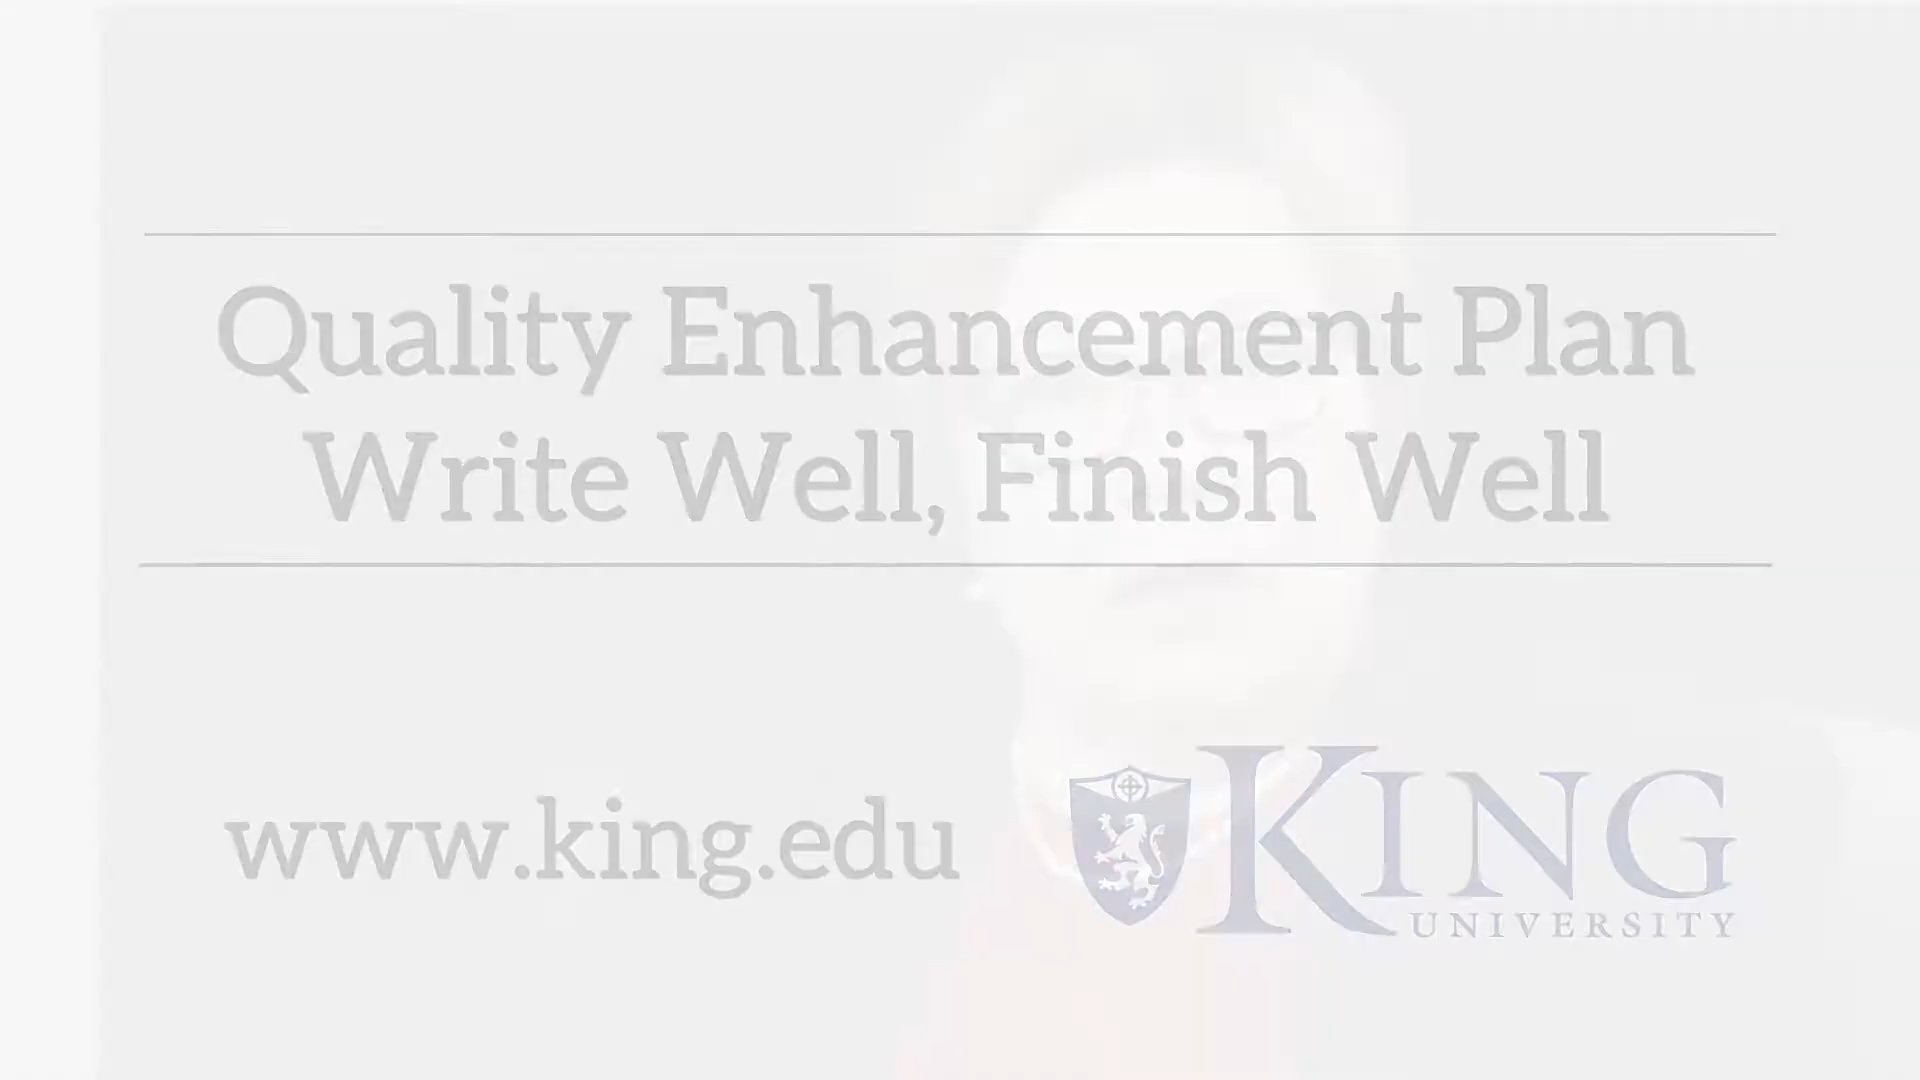 Quality Enhancement Plan
Write Well, Finish Well
www.king.edu
KING
UNIVERSITY